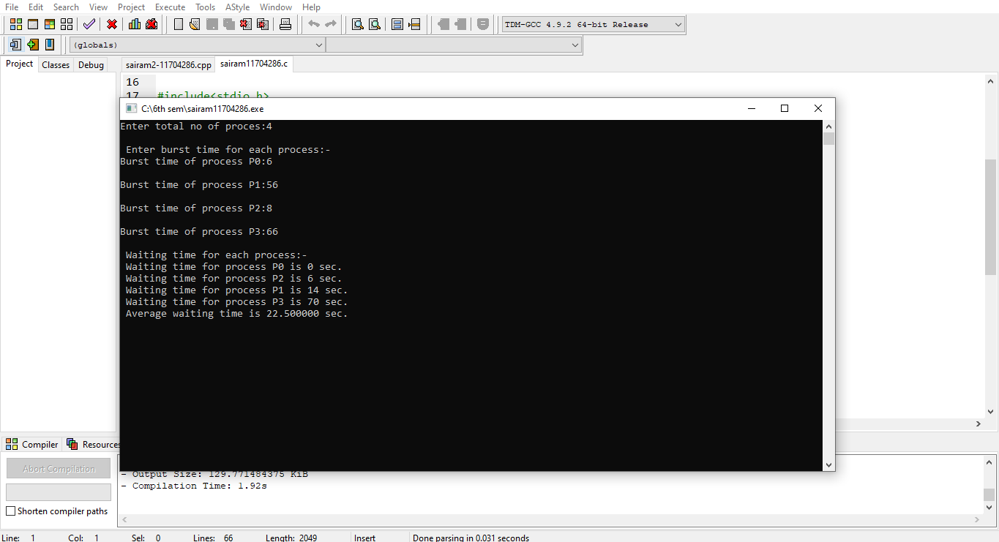 File Edit Search View Project Execute Tools AStyle Window Help
TDM-GCC 4.9.2 64-bit Release
(globals)
Project Classes Debug
sairam2-11704286.cpp sairam11704286.c
16
17 #include<stdio.h>
C:\6th sem\sairam11704286.exe
Enter total no of proces:4
Enter burst time for each process:-
Burst time of process P0:6
Burst time of process P1:56
Burst time of process P2:8
Burst time of process P3:66
Waiting time for each process:-
Waiting time for process P0 is 0 sec.
Waiting time for process P2 is 6 sec.
Waiting time for process P1 is 14 sec.
Waiting time for process P3 is 70 sec.
Average waiting time is 22.500000 sec.
Compiler Resources
Abort Compilation
Shorten compiler paths
- Output Size: 129.771484375 KiB
- Compilation Time: 1.92s
Line: 1 Col: 1 Sel: 0 Lines: 66 Length: 2049 Insert Done parsing in 0.031 seconds